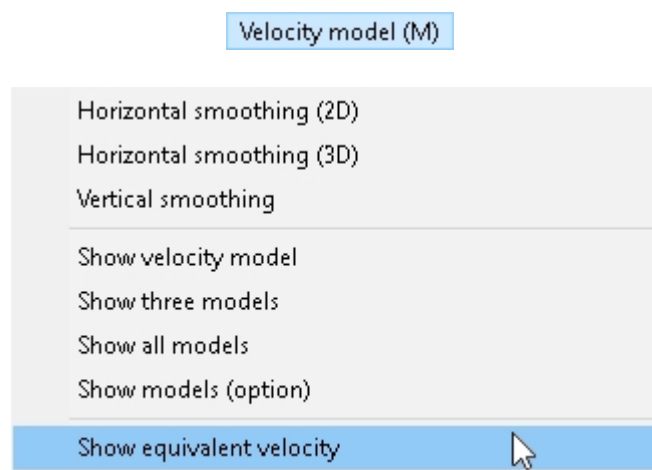 Velocity model (M)
Horizontal smoothing (2D)
Horizontal smoothing (3D)
Vertical smoothing
Show velocity model
Show three models
Show all models
Show models (option)
Show equivalent velocity